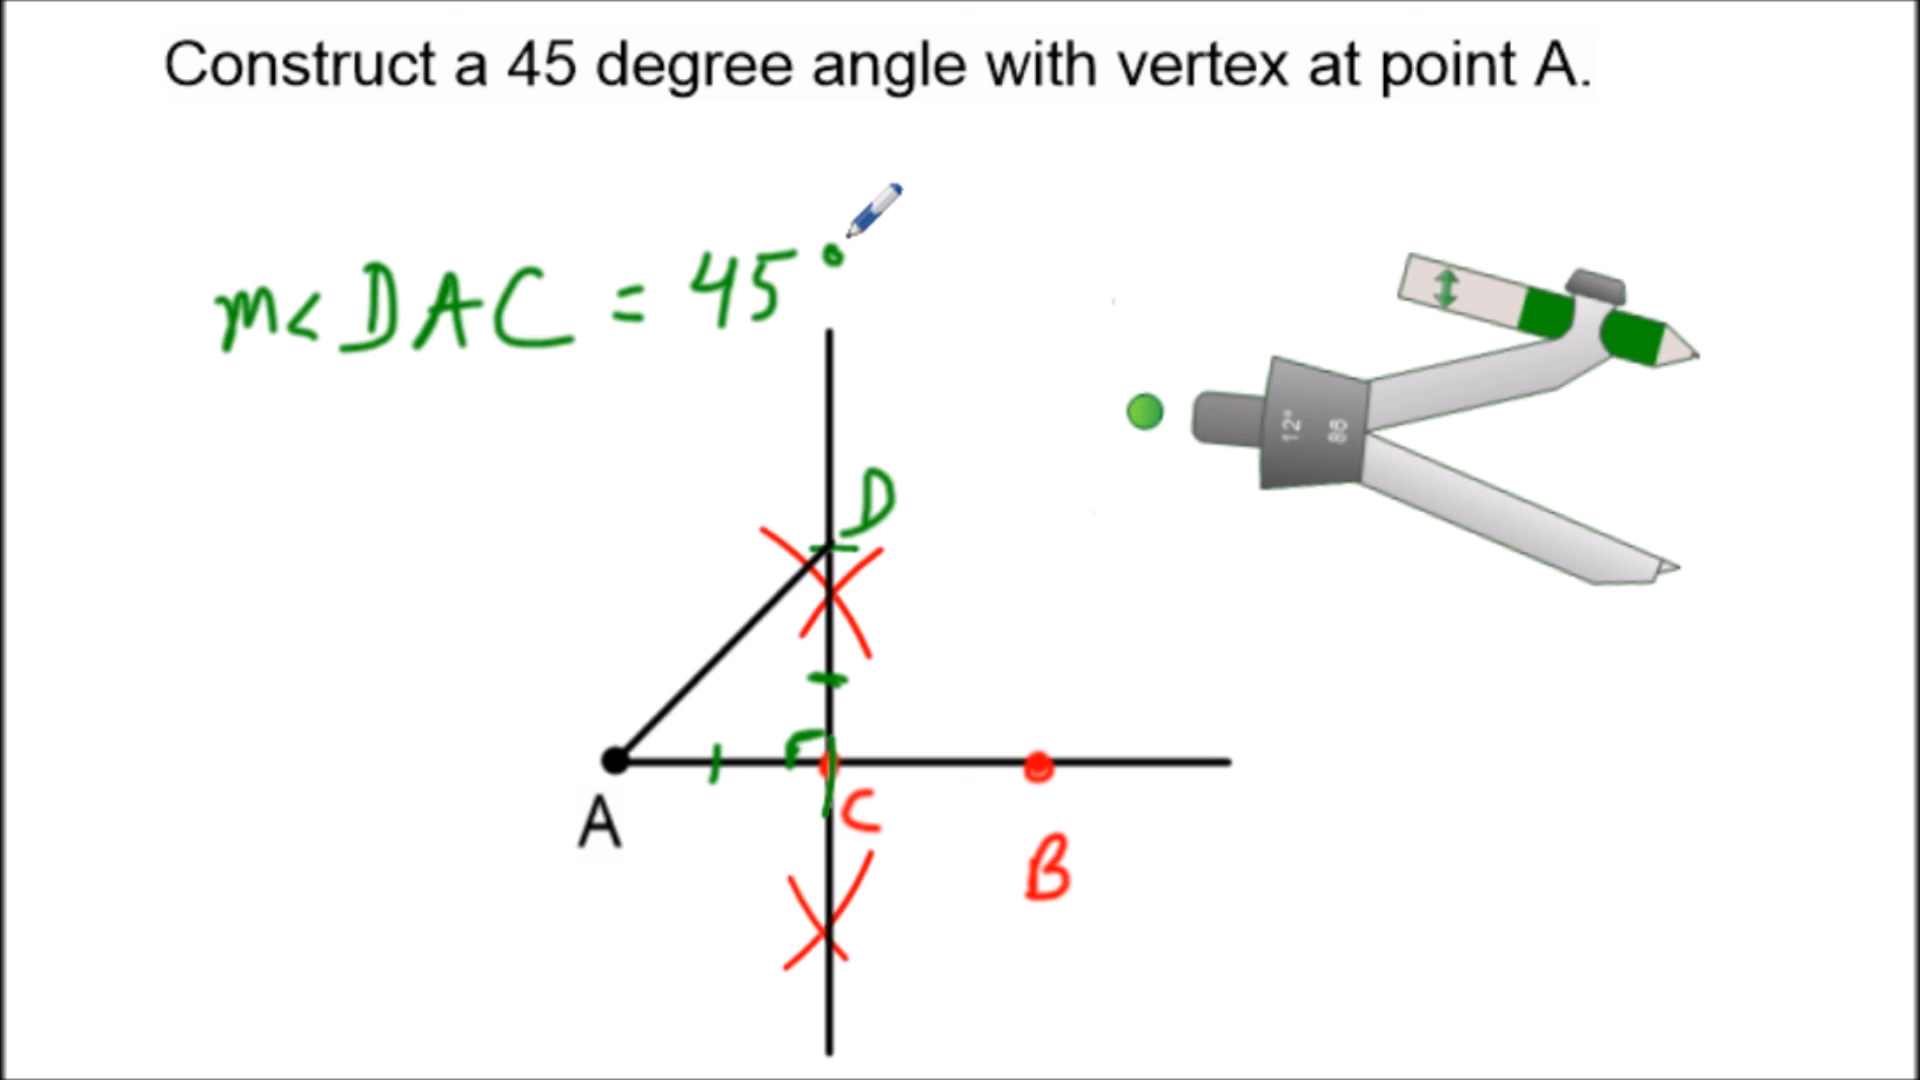 Construct a 45 degree angle with vertex at point A.
m<DAC = 45°
12°
86
D
A
C
B